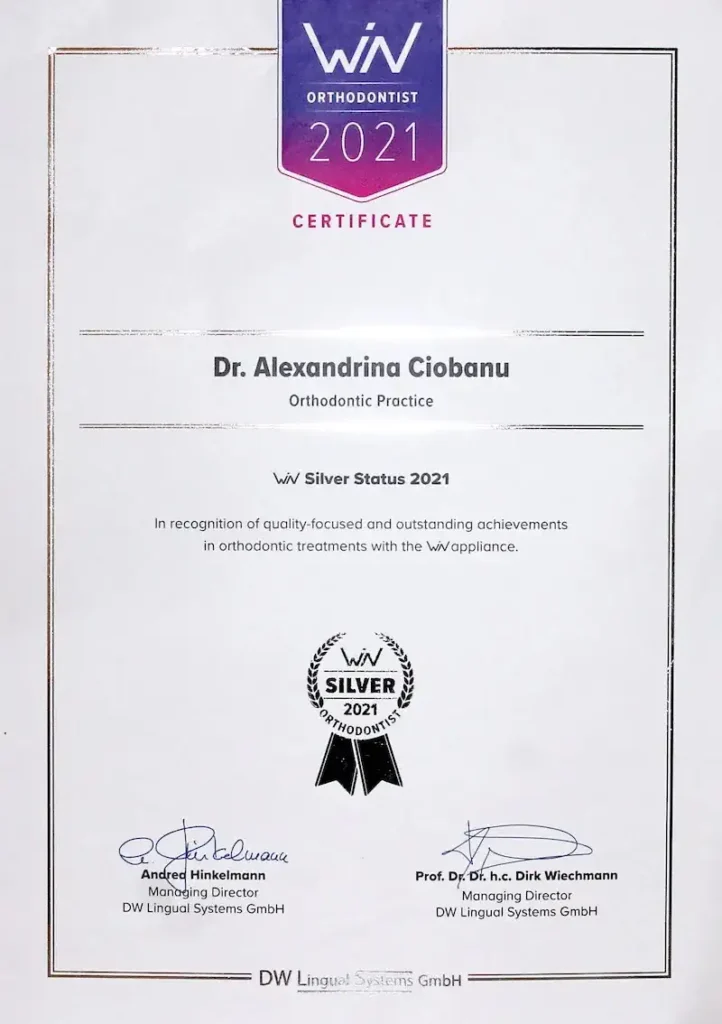 WIN
ORTHODONTIST
2021
CERTIFICATE
Dr. Alexandrina Ciobanu
Orthodontic Practice
WIN Silver Status 2021
In recognition of quality-focused and outstanding achievements
in orthodontic treatments with the WIN appliance.
WIN
SILVER
2021
ORTHODONTIST
Andrea Hinkelmann
Managing Director
DW Lingual Systems GmbH
Prof. Dr. Dr. h.c. Dirk Wiechmann
Managing Director
DW Lingual Systems GmbH
DW Lingual Systems GmbH